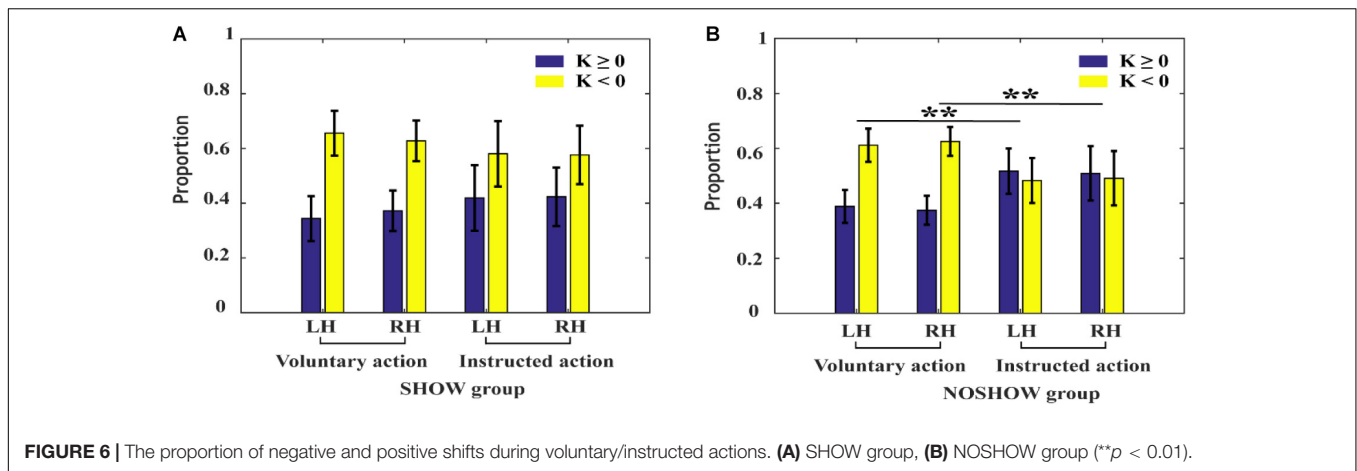 A
1
0.8
0.6
0.4
0.2
0
Proportion
K ≥ 0
K < 0
LH RH LH RH
Voluntary action Instructed action
SHOW group
B
1
0.8
0.6
0.4
0.2
0
Proportion
K ≥ 0
K < 0
**
**
LH RH LH RH
Voluntary action Instructed action
NOSHOW group
FIGURE 6 | The proportion of negative and positive shifts during voluntary/instructed actions. (A) SHOW group, (B) NOSHOW group (**p < 0.01).